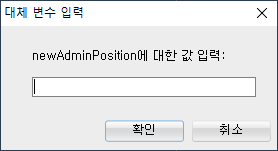 대체 변수 입력
newAdminPosition에 대한 값 입력:
확인
취소